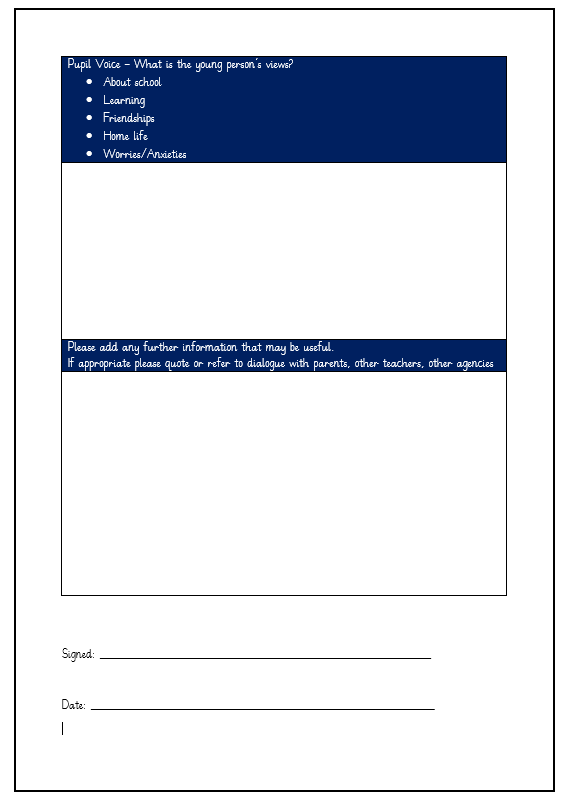 Pupil Voice – What is the young person's views?
• About school
• Learning
• Friendships
• Home life
• Worries/Anxieties
Please add any further information that may be useful.
If appropriate please quote or refer to dialogue with parents, other teachers, other agencies
Signed: ________________________________
Date: ________________________________